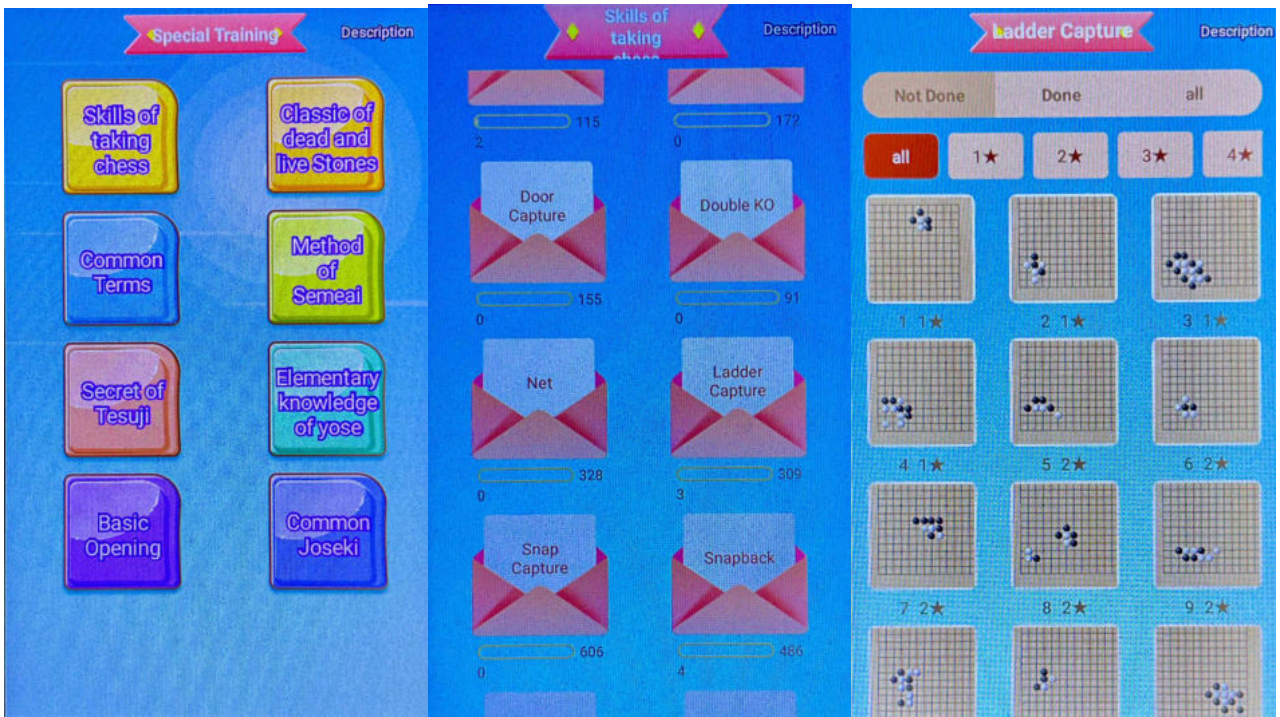 Special Training
Description
Skills of
taking
chess
Classic of
dead and
live Stones
Common
Terms
Method
of
Semeai
Secret of
Tesuji
Elementary
knowledge
of yose
Basic
Opening
Common
Joseki
Skills of
taking
chess
Description
115
172
2
0
Door
Capture
Double KO
155
91
0
0
Net
Ladder
Capture
328
309
0
3
Snap
Capture
Snapback
606
486
0
4
Ladder Capture
Description
Not Done
Done
all
all
1★
2★
3★
4★
1 1★
2 1★
3 1★
4 1★
5 2★
6 2★
7 2★
8 2★
9 2★